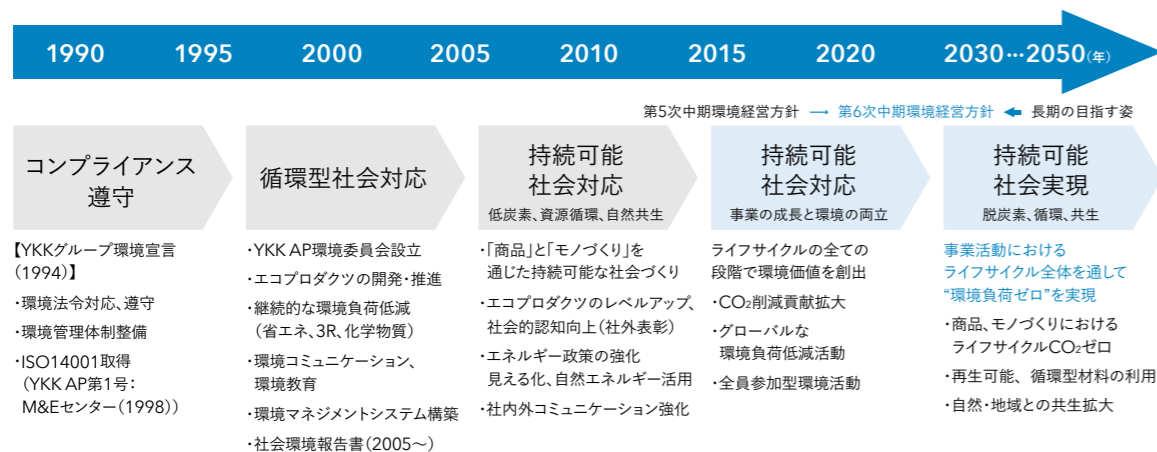 1990 1995 2000 2005 2010 2015 2020 2030…2050(年)
第5次中期環境経営方針 → 第6次中期環境経営方針 ← 長期の目指す姿
コンプライアンス
遵守
【YKKグループ環境宣言
(1994)】
・環境法令対応、遵守
・環境管理体制整備
・ISO14001取得
(YKK AP第1号:
M&Eセンター(1998))
循環型社会対応
・YKK AP環境委員会設立
・エコプロダクツの開発・推進
・継続的な環境負荷低減
(省エネ、3R、化学物質)
・環境コミュニケーション、
環境教育
・環境マネジメントシステム構築
・社会環境報告書(2005〜)
持続可能
社会対応
低炭素、資源循環、自然共生
・「商品」と「モノづくり」を
通じた持続可能な社会づくり
・エコプロダクツのレベルアップ、
社会的認知向上(社外表彰)
・エネルギー政策の強化
見える化、自然エネルギー活用
・社内外コミュニケーション強化
持続可能
社会対応
事業の成長と環境の両立
ライフサイクルの全ての
段階で環境価値を創出
・CO₂削減貢献拡大
・グローバルな
環境負荷低減活動
・全員参加型環境活動
持続可能
社会実現
脱炭素、循環、共生
事業活動における
ライフサイクル全体を通して
“環境負荷ゼロ”を実現
・商品、モノづくりにおける
ライフサイクルCO₂ゼロ
・再生可能、循環型材料の利用
・自然・地域との共生拡大